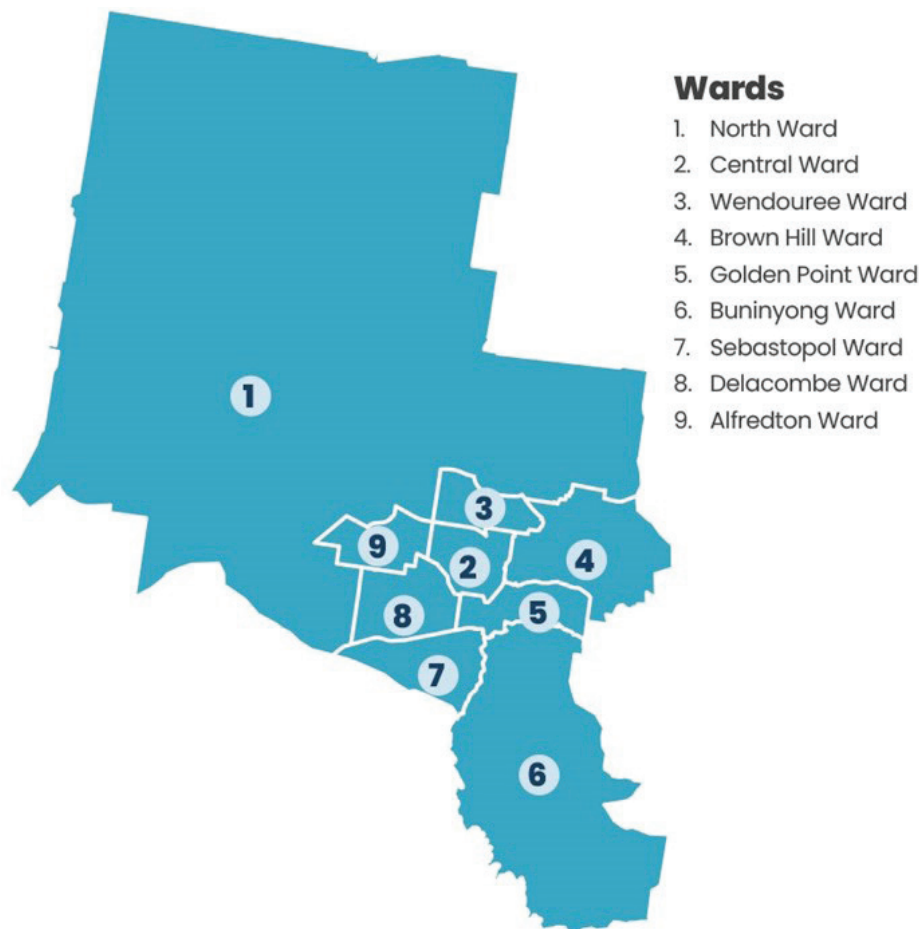 Wards
1. North Ward
2. Central Ward
3. Wendouree Ward
4. Brown Hill Ward
5. Golden Point Ward
6. Buninyong Ward
7. Sebastopol Ward
8. Delacombe Ward
9. Alfredton Ward
1
3
9
2
4
8
5
7
6